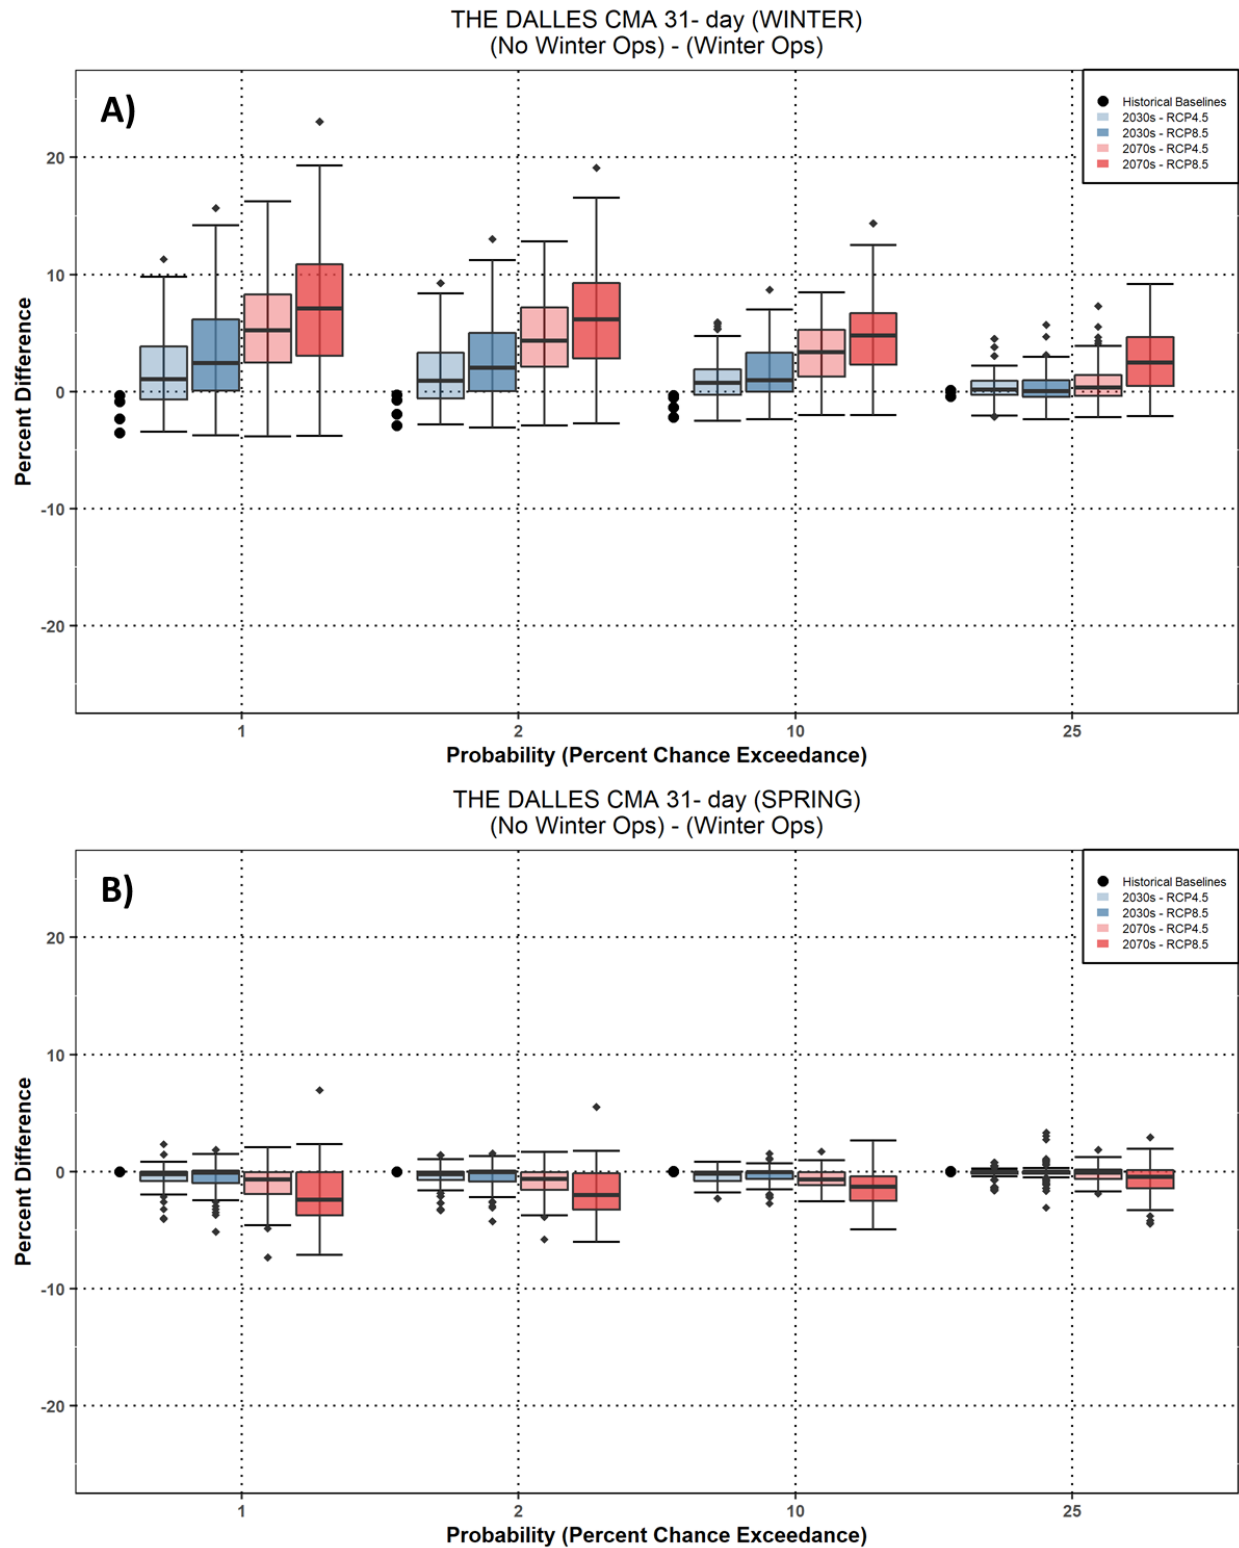 THE DALLES CMA 31- day (WINTER)
(No Winter Ops) - (Winter Ops)
A)
Historical Baselines
2030s - RCP4.5
2030s - RCP8.5
2070s - RCP4.5
2070s - RCP8.5
20
10
0
-10
-20
Percent Difference
1 2 10 25
Probability (Percent Chance Exceedance)
THE DALLES CMA 31- day (SPRING)
(No Winter Ops) - (Winter Ops)
B)
Historical Baselines
2030s - RCP4.5
2030s - RCP8.5
2070s - RCP4.5
2070s - RCP8.5
20
10
0
-10
-20
Percent Difference
1 2 10 25
Probability (Percent Chance Exceedance)